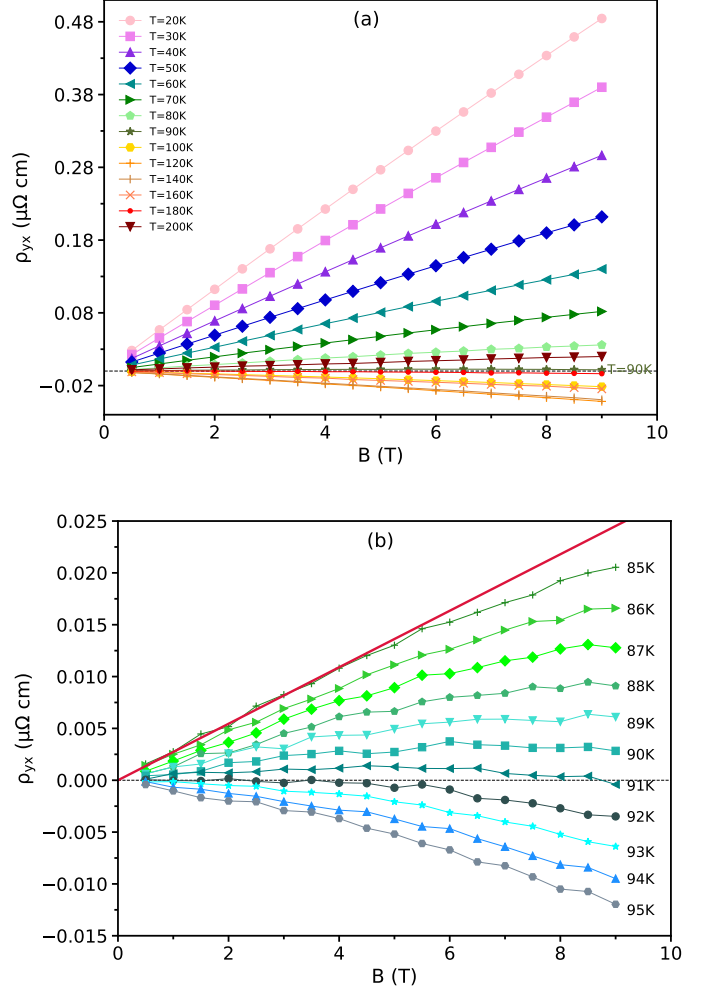 (a)
0.48
0.38
0.28
0.18
0.08
−0.02
ρyx (μΩ cm)
T=20K
T=30K
T=40K
T=50K
T=60K
T=70K
T=80K
T=90K
T=100K
T=120K
T=140K
T=160K
T=180K
T=200K
T=90K
0 2 4 6 8 10
B (T)
(b)
0.025
0.020
0.015
0.010
0.005
0.000
−0.005
−0.010
−0.015
ρyx (μΩ cm)
85K
86K
87K
88K
89K
90K
91K
92K
93K
94K
95K
0 2 4 6 8 10
B (T)